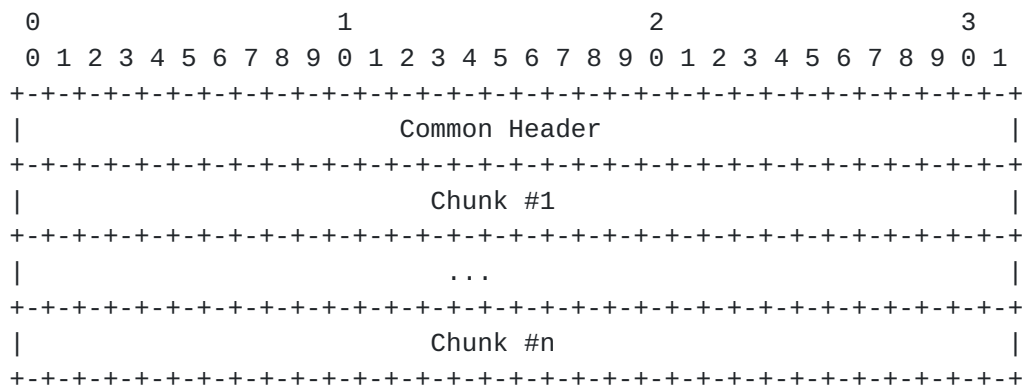 0                   1                   2                   3
 0 1 2 3 4 5 6 7 8 9 0 1 2 3 4 5 6 7 8 9 0 1 2 3 4 5 6 7 8 9 0 1
+-+-+-+-+-+-+-+-+-+-+-+-+-+-+-+-+-+-+-+-+-+-+-+-+-+-+-+-+-+-+-+-+
|                        Common Header                          |
+-+-+-+-+-+-+-+-+-+-+-+-+-+-+-+-+-+-+-+-+-+-+-+-+-+-+-+-+-+-+-+-+
|                          Chunk #1                             |
+-+-+-+-+-+-+-+-+-+-+-+-+-+-+-+-+-+-+-+-+-+-+-+-+-+-+-+-+-+-+-+-+
|                           ...                                 |
+-+-+-+-+-+-+-+-+-+-+-+-+-+-+-+-+-+-+-+-+-+-+-+-+-+-+-+-+-+-+-+-+
|                          Chunk #n                             |
+-+-+-+-+-+-+-+-+-+-+-+-+-+-+-+-+-+-+-+-+-+-+-+-+-+-+-+-+-+-+-+-+